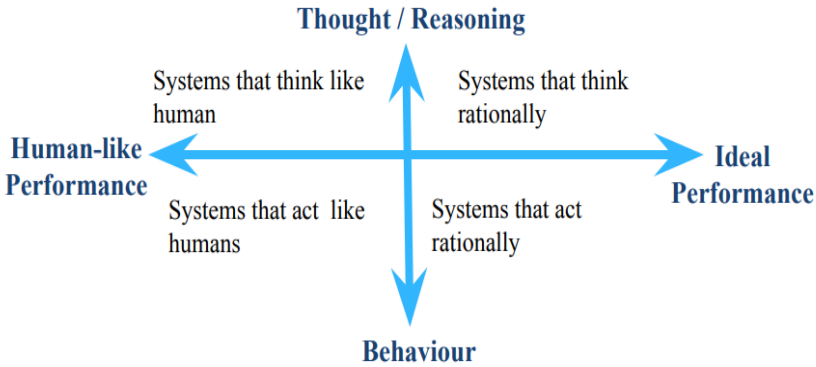 Thought / Reasoning
Systems that think like
human
Systems that think
rationally
Human-like
Performance
Ideal
Performance
Systems that act like
humans
Systems that act
rationally
Behaviour